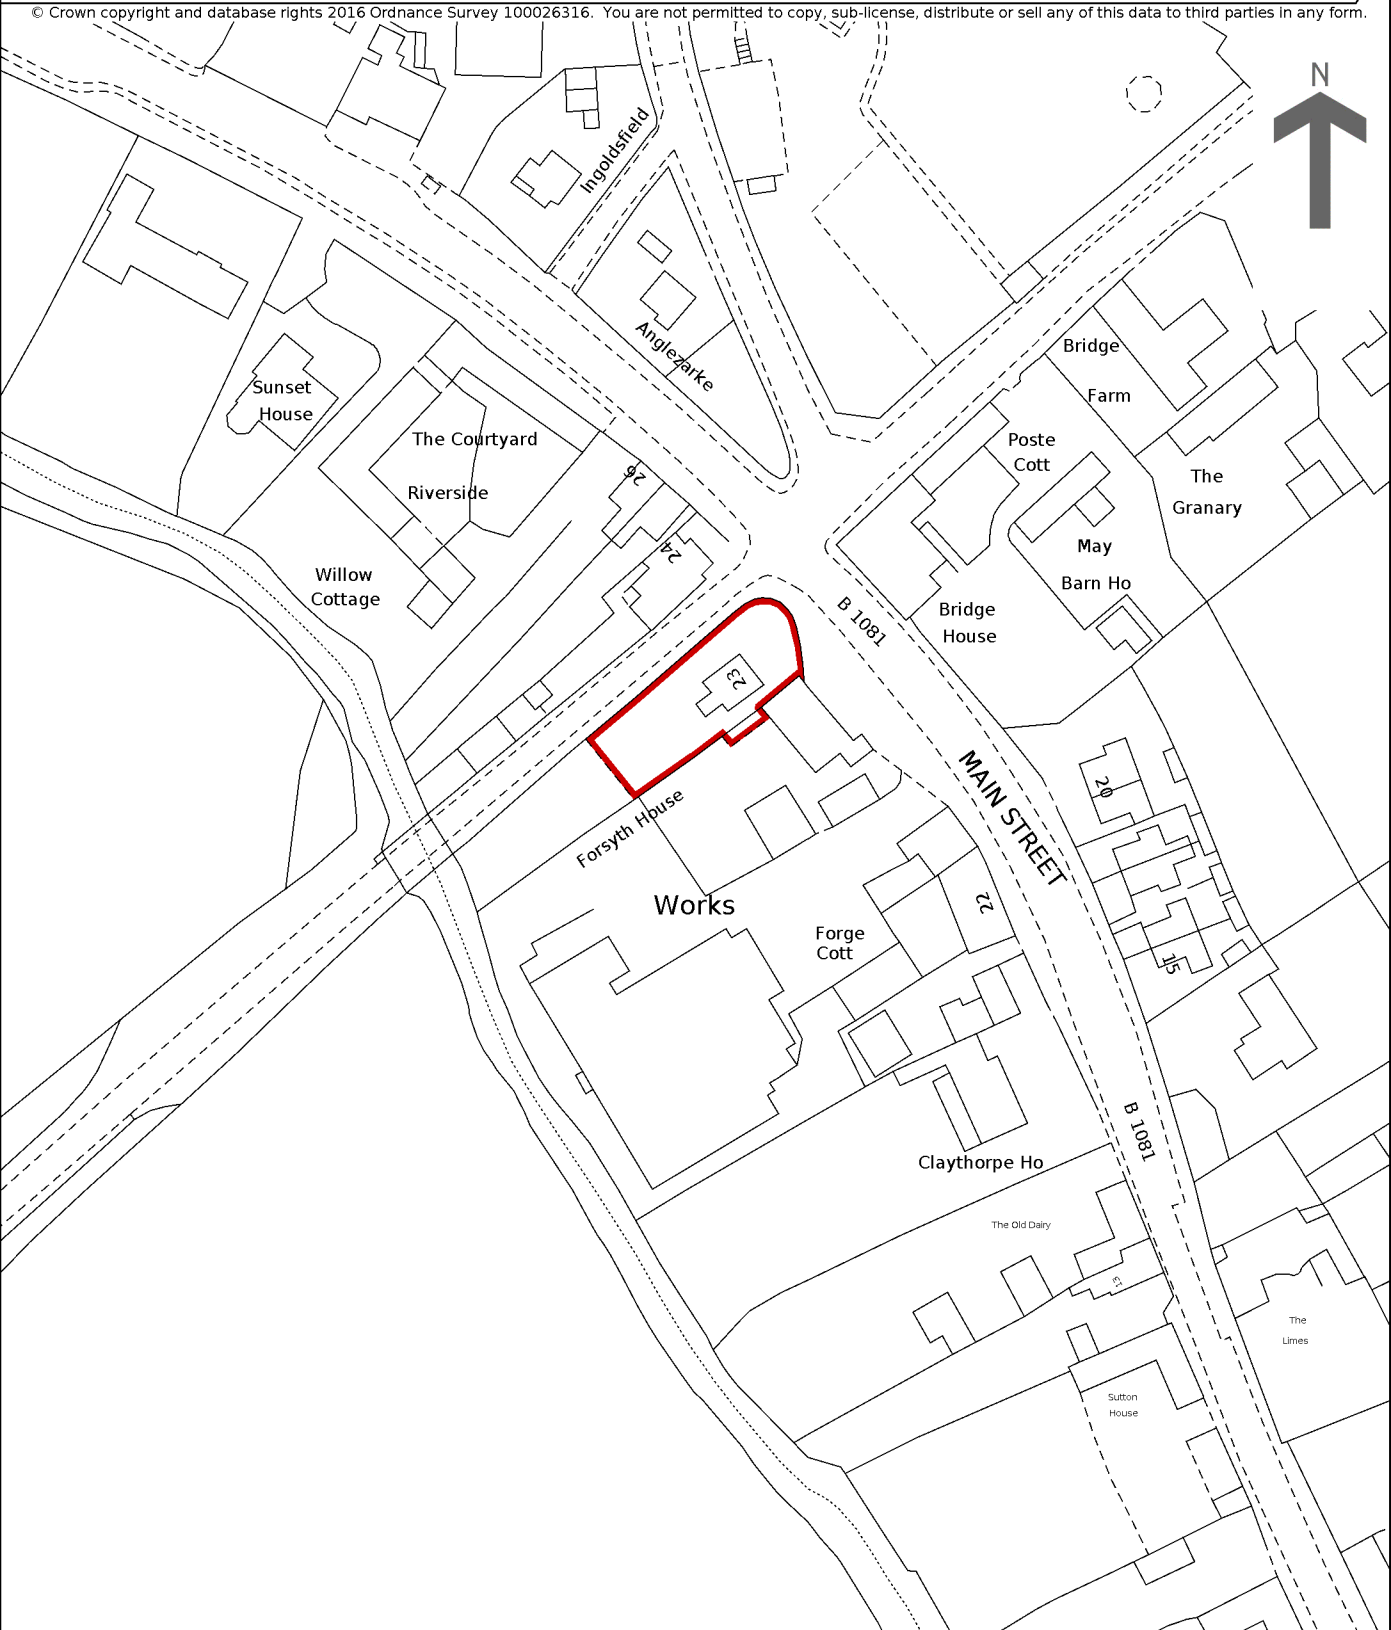 © Crown copyright and database rights 2016 Ordnance Survey 100026316.  You are not permitted to copy, sub-license, distribute or sell any of this data to third parties in any form.
N
Ingoldsfield
Anglezarke
Bridge
Farm
Sunset
House
The Courtyard
Poste
Cott
26
The
Granary
Riverside
24
May
Barn Ho
Willow
Cottage
B 1081
Bridge
House
23
MAIN STREET
20
Forsyth House
Works
22
Forge
Cott
15
B 1081
Claythorpe Ho
The Old Dairy
13
The
Limes
Sutton
House